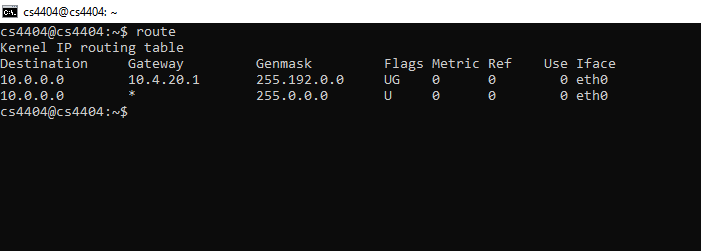 cs4404@cs4404: ~
cs4404@cs4404:~$ route
Kernel IP routing table
Destination     Gateway         Genmask         Flags Metric Ref    Use Iface
10.0.0.0        10.4.20.1       255.192.0.0     UG    0      0        0 eth0
10.0.0.0        *               255.0.0.0       U     0      0        0 eth0
cs4404@cs4404:~$